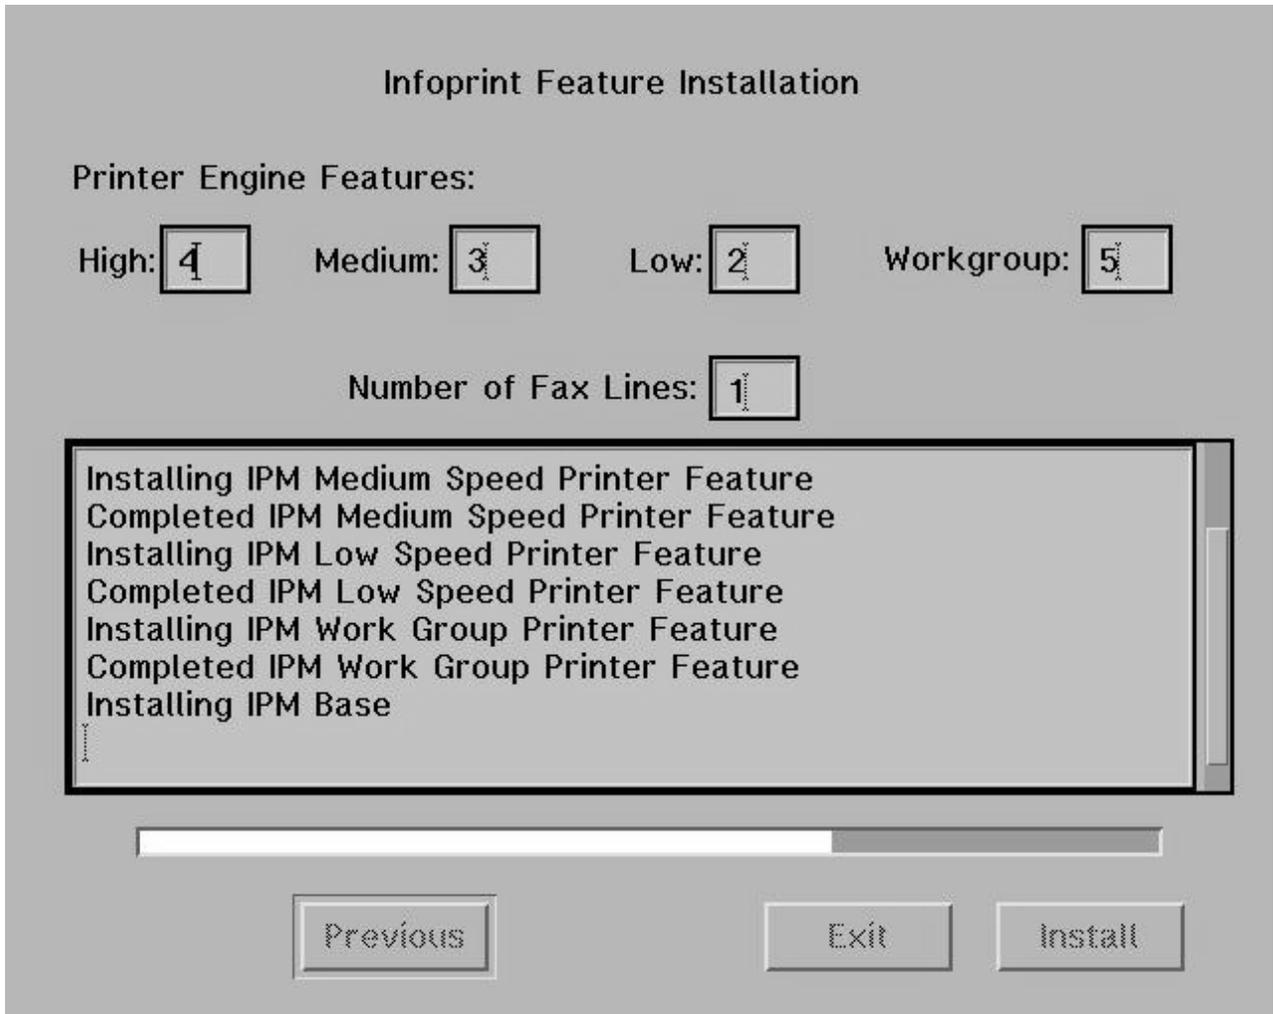 Infoprint Feature Installation
Printer Engine Features:
High: 4 Medium: 3 Low: 2 Workgroup: 5
Number of Fax Lines: 1
Installing IPM Medium Speed Printer Feature
Completed IPM Medium Speed Printer Feature
Installing IPM Low Speed Printer Feature
Completed IPM Low Speed Printer Feature
Installing IPM Work Group Printer Feature
Completed IPM Work Group Printer Feature
Installing IPM Base
Previous Exit Install